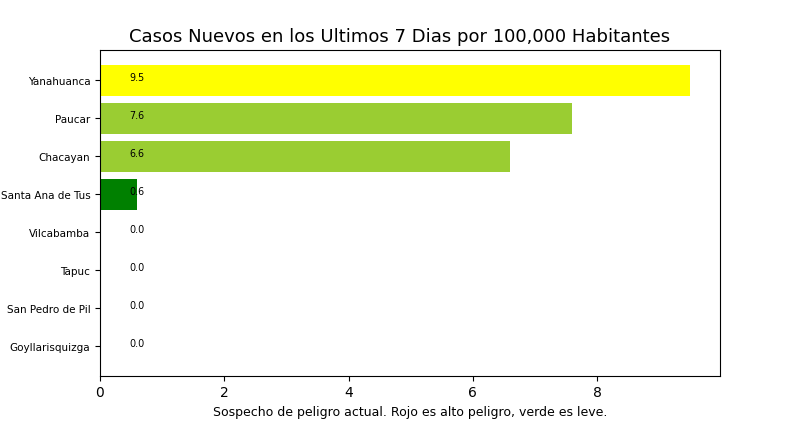 Casos Nuevos en los Ultimos 7 Dias por 100,000 Habitantes
Yanahuanca 9.5
Paucar 7.6
Chacayan 6.6
Santa Ana de Tus 0.6
Vilcabamba 0.0
Tapuc 0.0
San Pedro de Pil 0.0
Goyllarisquizga 0.0
0 2 4 6 8
Sospecho de peligro actual. Rojo es alto peligro, verde es leve.